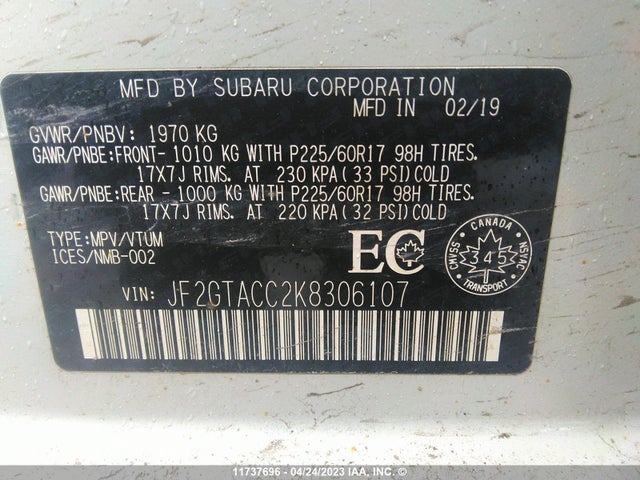 MFD BY SUBARU CORPORATION
MFD IN 02/19
GVWR/PNBV: 1970 KG
GAWR/PNBE:FRONT- 1010 KG WITH P225/60R17 98H TIRES.
17X7J RIMS. AT 230 KPA( 33 PSI)COLD
GAWR/PNBE:REAR - 1000 KG WITH P225/60R17 98H TIRES.
17X7J RIMS. AT 220 KPA( 32 PSI)COLD
TYPE:MPV/VTUM
ICES/NMB-002
EC
CANADA
CMVSS
345
NSVAC
TRANSPORT
VIN: JF2GTACC2K8306107
11737696 - 04/24/2023 IAA, Inc. ©